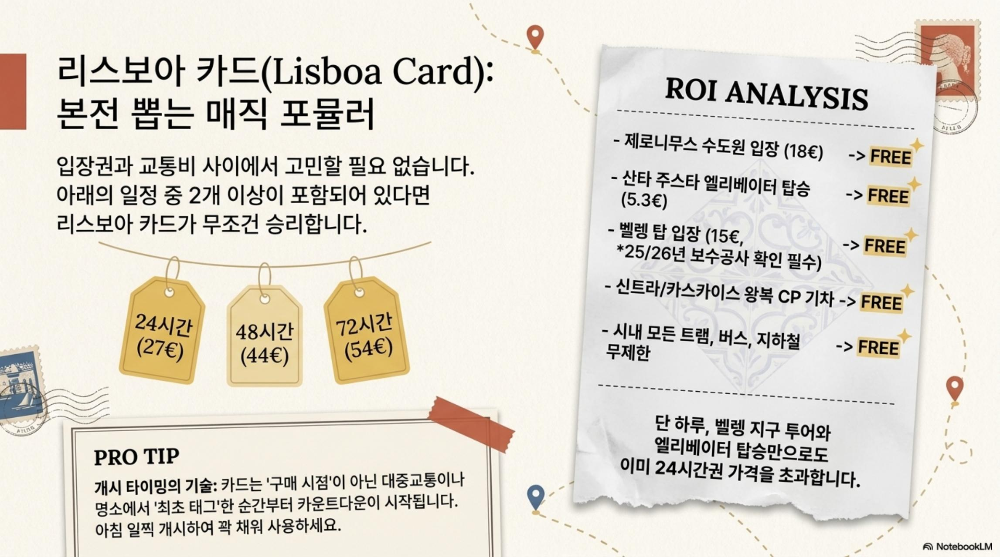 리스보아 카드(Lisboa Card):
본전 뽑는 매직 포뮬러
입장권과 교통비 사이에서 고민할 필요 없습니다.
아래의 일정 중 2개 이상이 포함되어 있다면
리스보아 카드가 무조건 승리합니다.
24시간
(27€)
48시간
(44€)
72시간
(54€)
PRO TIP
개시 타이밍의 기술: 카드는 '구매 시점'이 아닌 대중교통이나
명소에서 '최초 태그'한 순간부터 카운트다운이 시작됩니다.
아침 일찍 개시하여 꽉 채워 사용하세요.
ROI ANALYSIS
- 제로니무스 수도원 입장 (18€) -> FREE
- 산타 주스타 엘리베이터 탑승
(5.3€) -> FREE
- 벨렝 탑 입장 (15€,
*25/26년 보수공사 확인 필수) -> FREE
- 신트라/카스카이스 왕복 CP 기차 -> FREE
- 시내 모든 트램, 버스, 지하철
무제한 -> FREE
단 하루, 벨렝 지구 투어와
엘리베이터 탑승만으로도
이미 24시간권 가격을 초과합니다.
NotebookLM